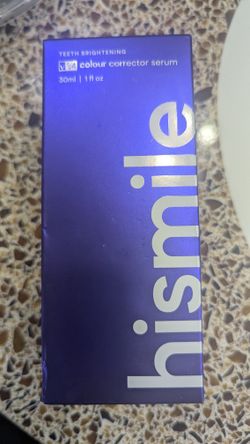 TEETH BRIGHTENING
v34 colour corrector serum
30ml | 1 fl oz
hismile